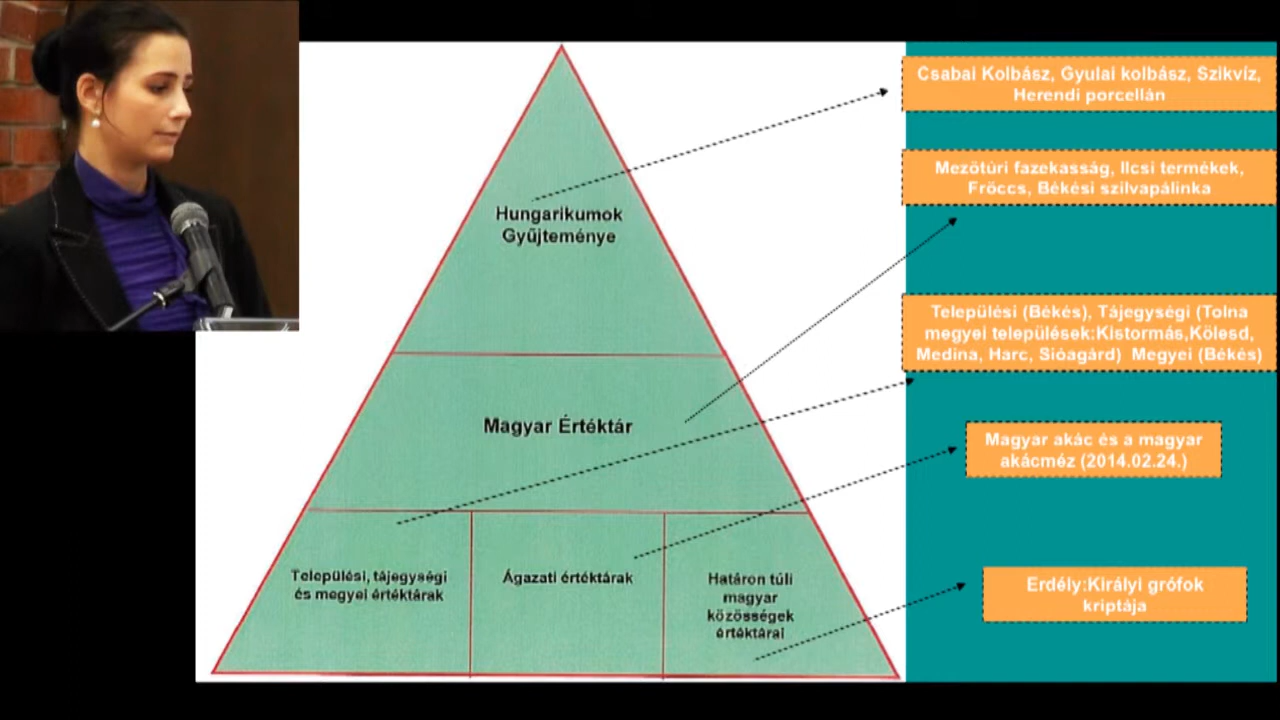 Csabai Kolbász, Gyulai kolbász, Szikvíz,
Herendi porcellán
Mezőtúri fazekasság, Ilcsi termékek,
Fröccs, Békési szilvapálinka
Hungarikumok
Gyűjteménye
Települési (Békés), Tájegységi (Tolna
megyei települések:Kistormás,Kölesd,
Medina, Harc, Sióagárd) Megyei (Békés)
Magyar Értéktár
Magyar akác és a magyar
akácméz (2014.02.24.)
Települési, tájegységi
és megyei értéktárak
Ágazati értéktárak
Határon túli
magyar
közösségek
értéktárai
Erdély:Királyi grófok
kriptája